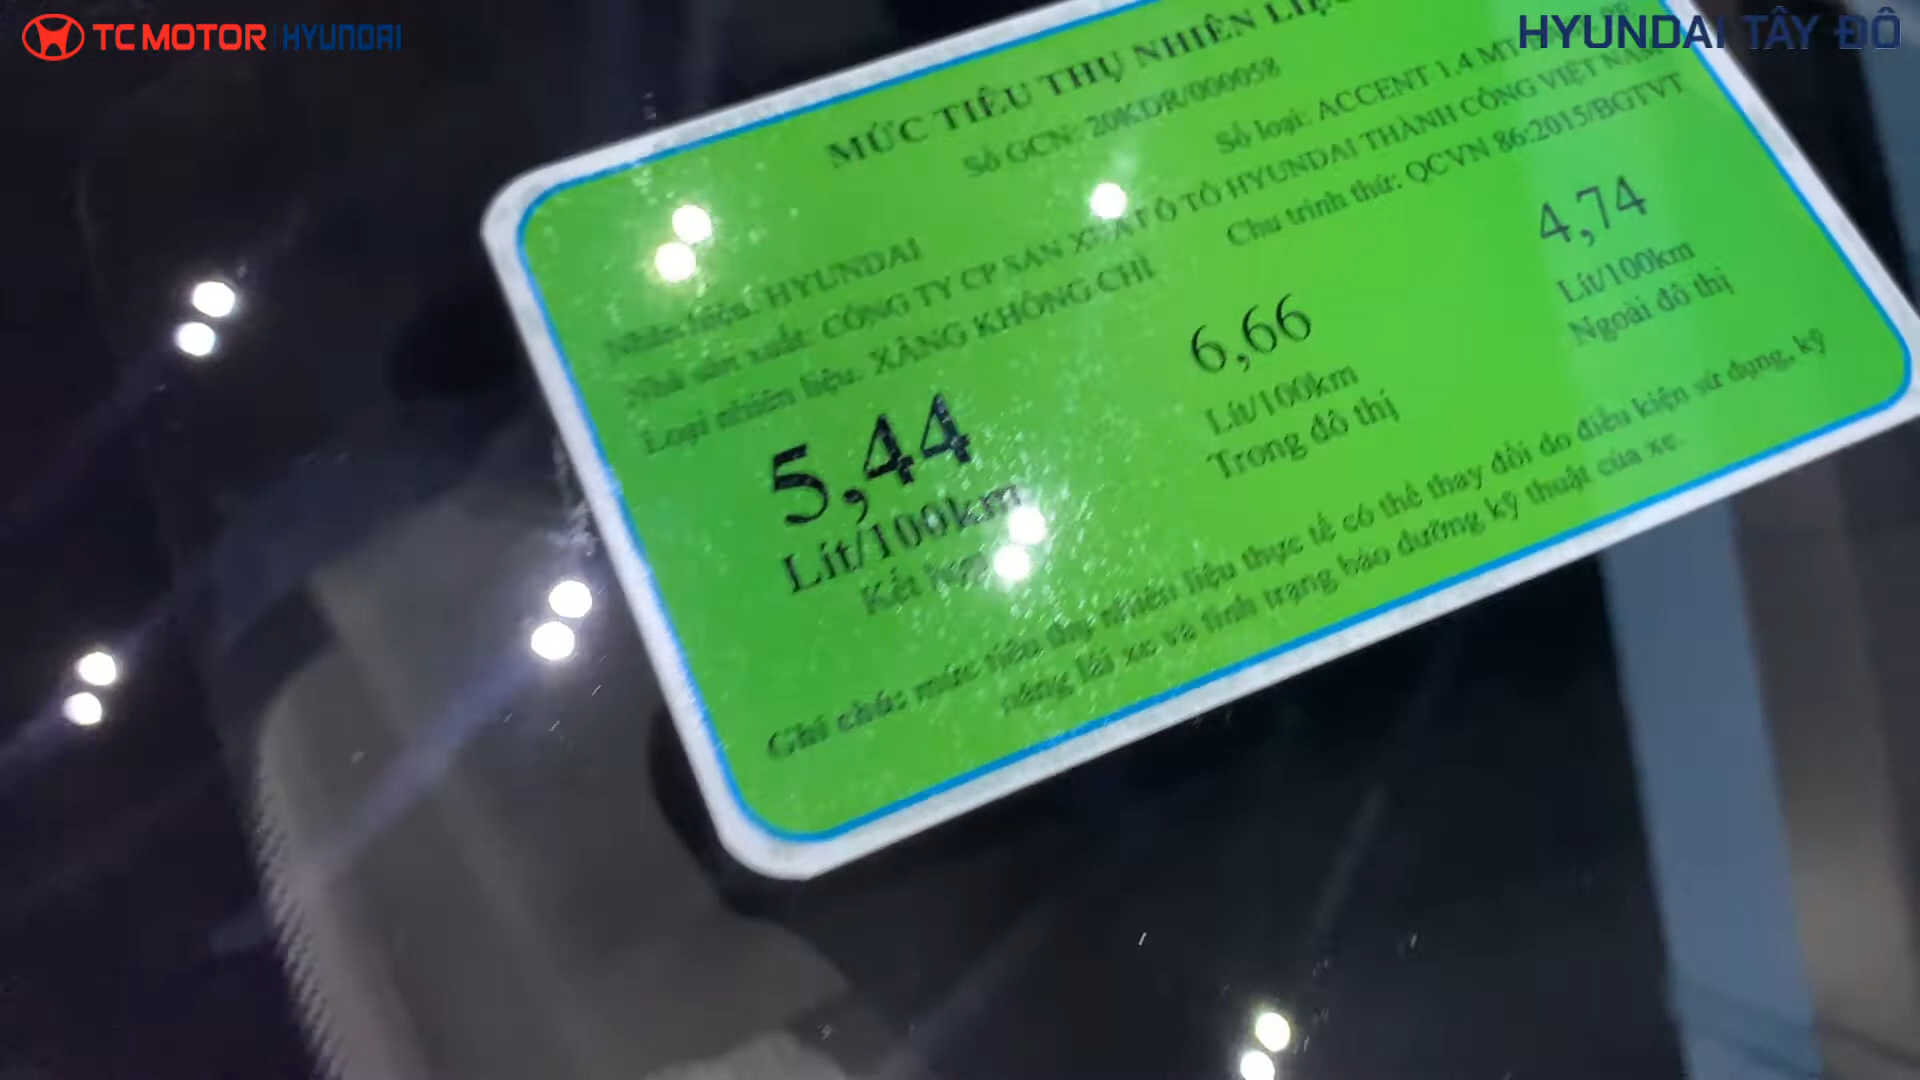 TC MOTOR HYUNDAI
HYUNDAI TÂY ĐÔ
MỨC TIÊU THỤ NHIÊN LIỆU
Số GCN: 20KDR/000058
Số loại: ACCENT 1.4 MT
Nhãn hiệu: HYUNDAI
Nhà sản xuất: CÔNG TY CP SẢN XUẤT Ô TÔ HYUNDAI THÀNH CÔNG VIỆT NAM
Loại nhiên liệu: XĂNG KHÔNG CHÌ
Chu trình thử: QCVN 86:2015/BGTVT
5,44
Lít/100km
Kết
6,66
Lít/100km
Trong đô thị
4,74
Lít/100km
Ngoài đô thị
Ghi chú: mức tiêu thụ nhiên liệu thực tế có thể thay đổi do điều kiện sử dụng, kỹ
năng lái xe và tình trạng bảo dưỡng kỹ thuật của xe.